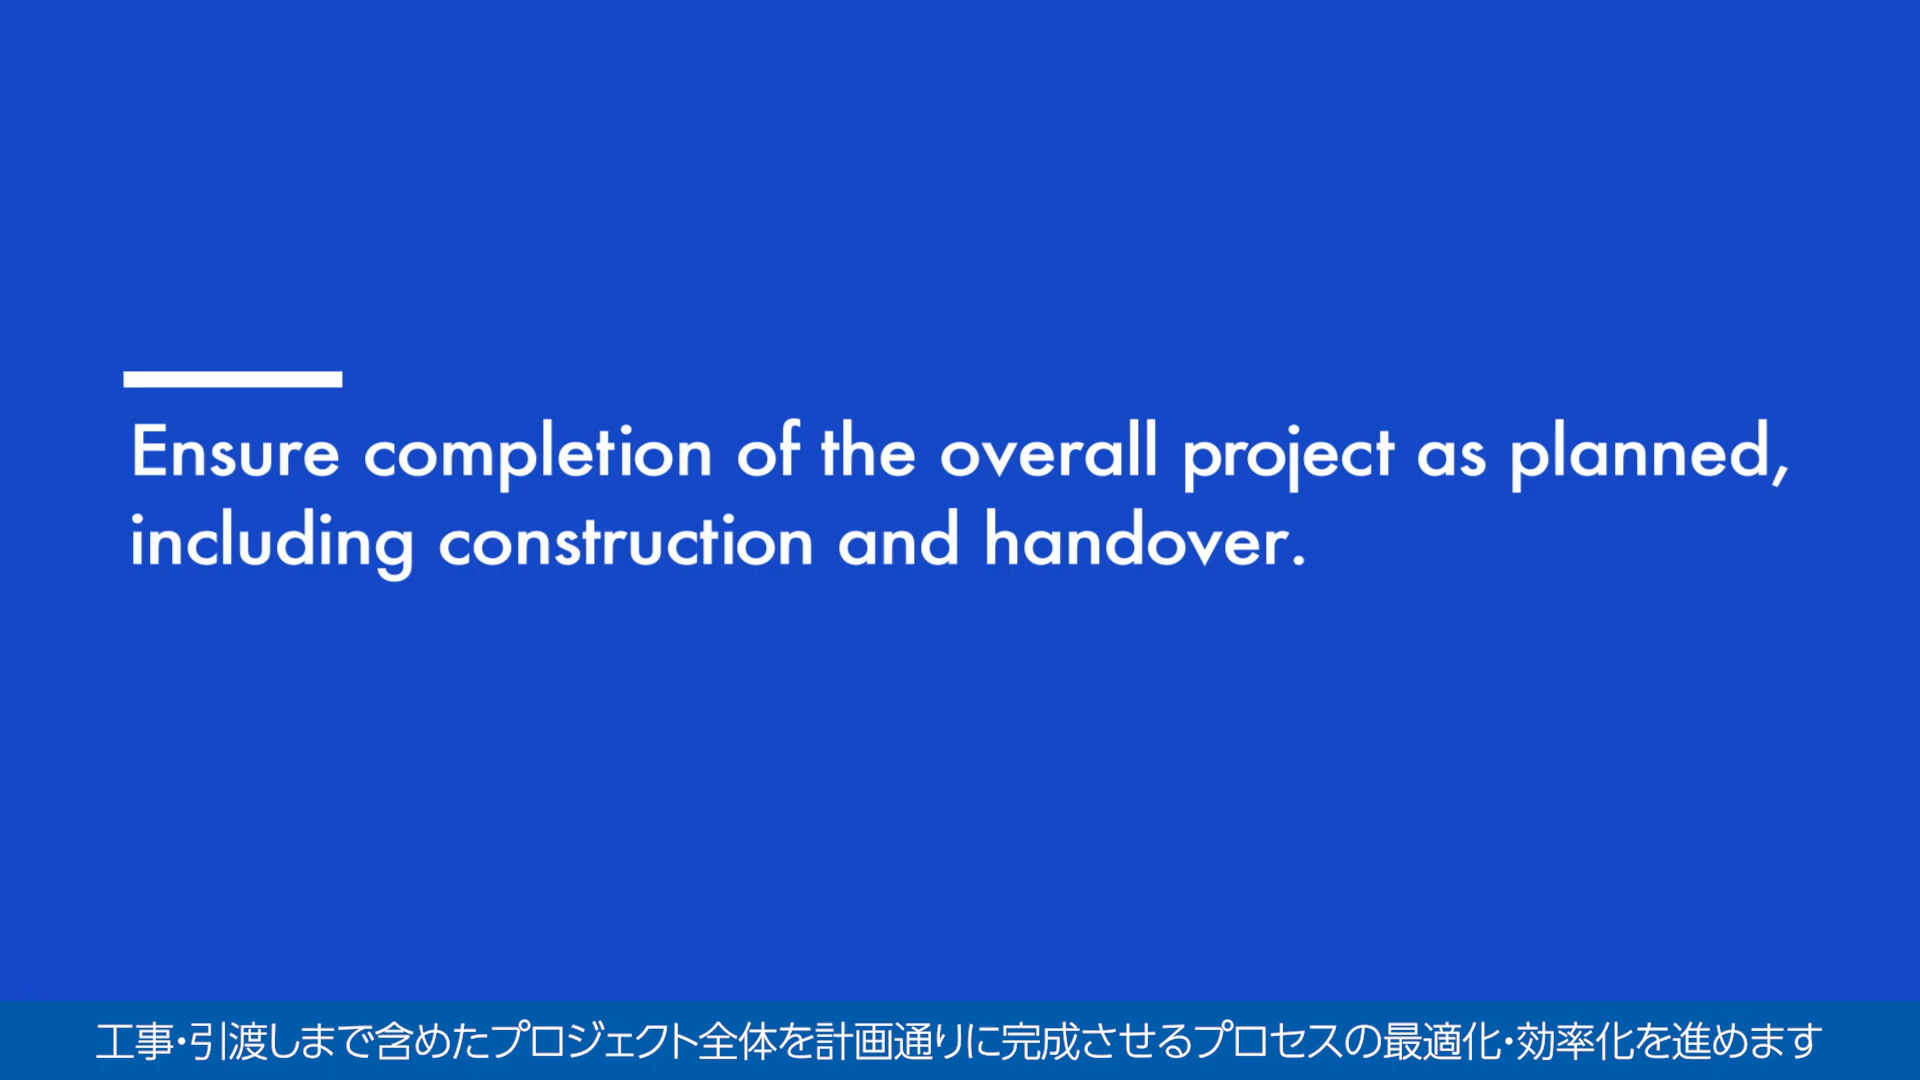 Ensure completion of the overall project as planned,
including construction and handover.
工事・引渡しまで含めたプロジェクト全体を計画通りに完成させるプロセスの最適化・効率化を進めます